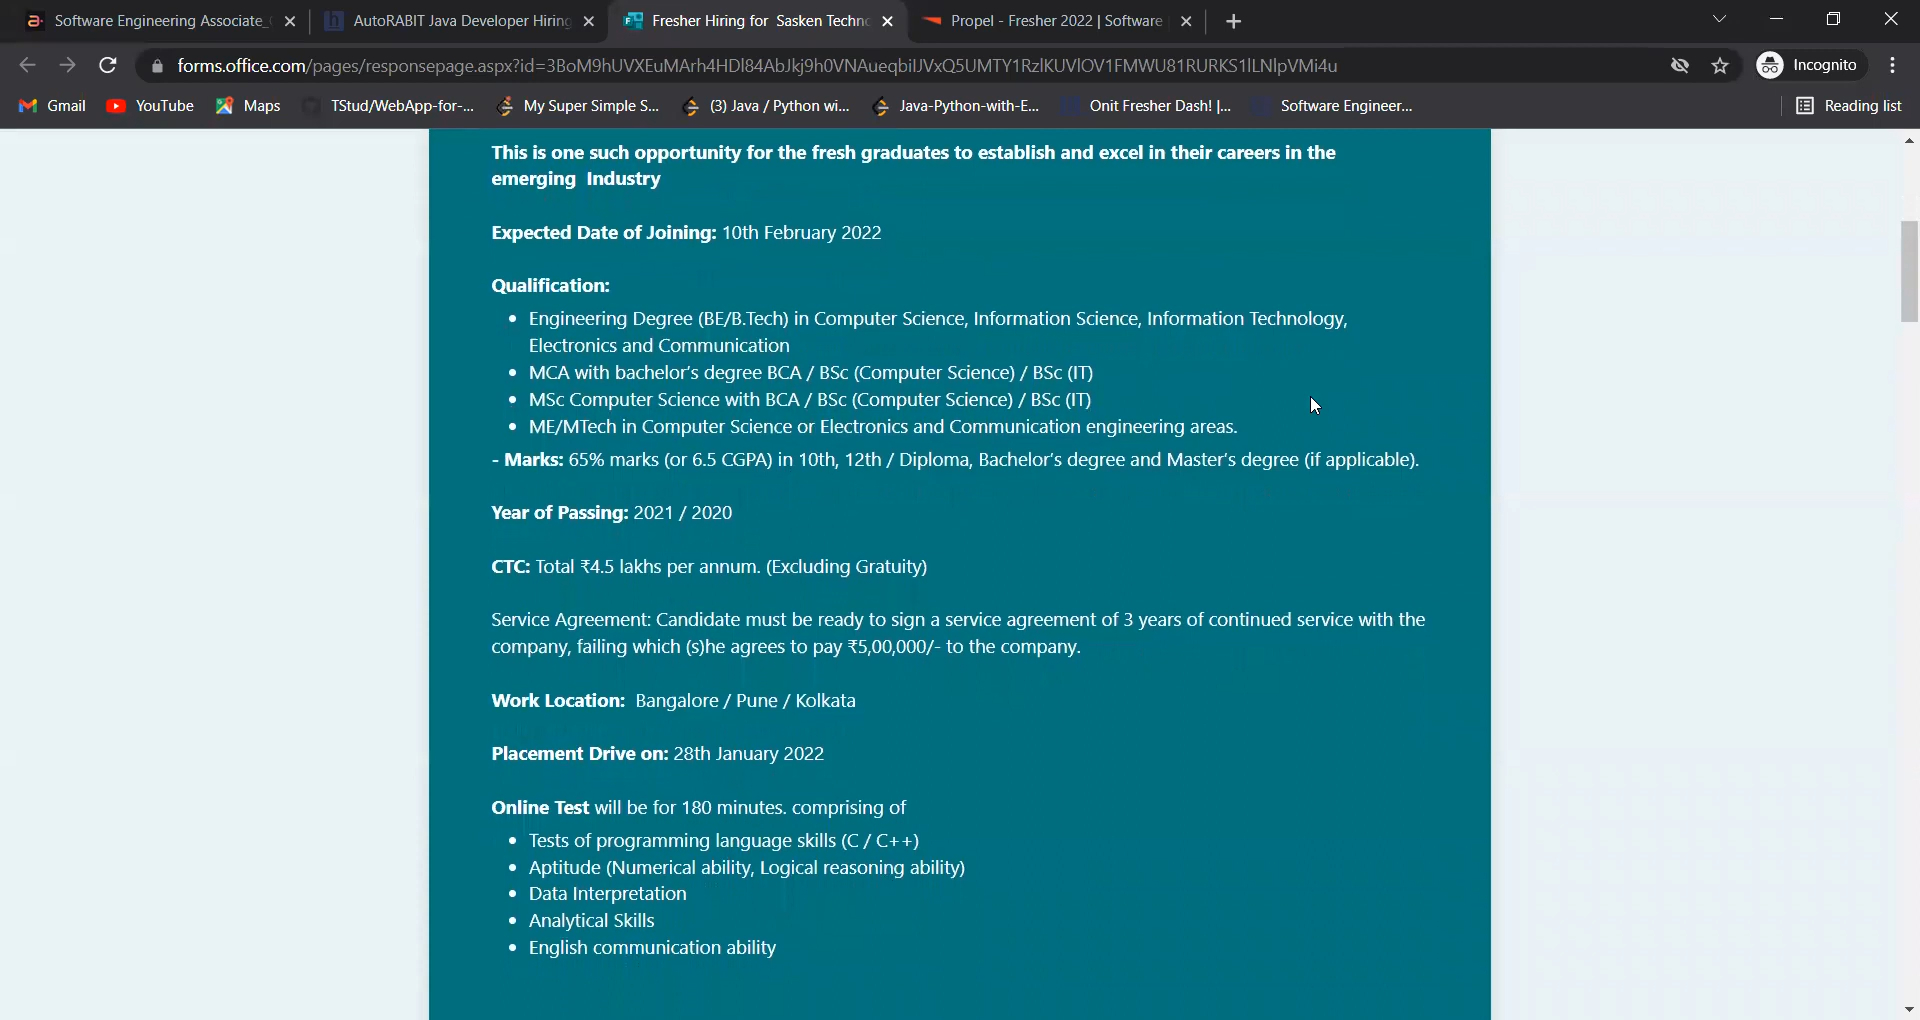 Software Engineering Associate_
AutoRABIT Java Developer Hiring
Fresher Hiring for Sasken Techno
Propel - Fresher 2022 | Software
forms.office.com/pages/responsepage.aspx?id=3BoM9hUVXEuMArh4HDl84AbJkj9h0VNAueqbilJVxQ5UMTY1RzlKUVlOV1FMWU81RURKS1lLNlpVMi4u
Incognito
Gmail
YouTube
Maps
TStud/WebApp-for-...
My Super Simple S...
(3) Java / Python wi...
Java-Python-with-E...
Onit Fresher Dash! |...
Software Engineer...
Reading list
This is one such opportunity for the fresh graduates to establish and excel in their careers in the
emerging Industry
Expected Date of Joining: 10th February 2022
Qualification:
• Engineering Degree (BE/B.Tech) in Computer Science, Information Science, Information Technology,
Electronics and Communication
• MCA with bachelor's degree BCA / BSc (Computer Science) / BSc (IT)
• MSc Computer Science with BCA / BSc (Computer Science) / BSc (IT)
• ME/MTech in Computer Science or Electronics and Communication engineering areas.
- Marks: 65% marks (or 6.5 CGPA) in 10th, 12th / Diploma, Bachelor's degree and Master's degree (if applicable).
Year of Passing: 2021 / 2020
CTC: Total ₹4.5 lakhs per annum. (Excluding Gratuity)
Service Agreement: Candidate must be ready to sign a service agreement of 3 years of continued service with the
company, failing which (s)he agrees to pay ₹5,00,000/- to the company.
Work Location: Bangalore / Pune / Kolkata
Placement Drive on: 28th January 2022
Online Test will be for 180 minutes. comprising of
• Tests of programming language skills (C / C++)
• Aptitude (Numerical ability, Logical reasoning ability)
• Data Interpretation
• Analytical Skills
• English communication ability